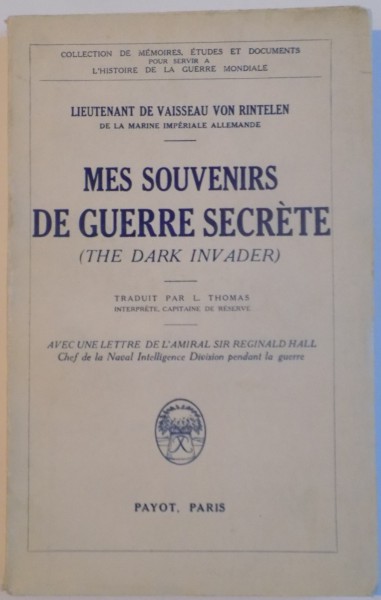 COLLECTION DE MÉMOIRES, ÉTUDES ET DOCUMENTS
POUR SERVIR A
L'HISTOIRE DE LA GUERRE MONDIALE
LIEUTENANT DE VAISSEAU VON RINTELEN
DE LA MARINE IMPÉRIALE ALLEMANDE
MES SOUVENIRS
DE GUERRE SECRÈTE
(THE DARK INVADER)
TRADUIT PAR L. THOMAS
INTERPRÈTE, CAPITAINE DE RÉSERVE
AVEC UNE LETTRE DE L'AMIRAL SIR REGINALD HALL
Chef de la Naval Intelligence Division pendant la guerre
PAYOT, PARIS